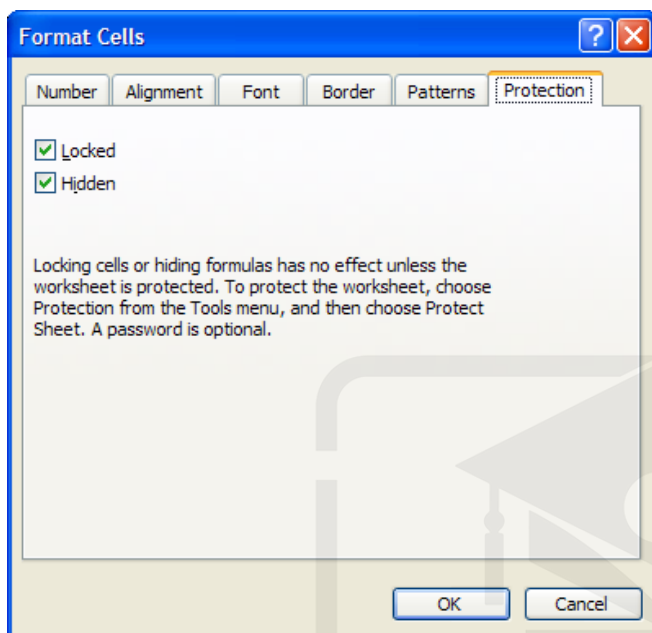 Format Cells
?
Number Alignment Font Border Patterns Protection
Locked
Hidden
Locking cells or hiding formulas has no effect unless the
worksheet is protected. To protect the worksheet, choose
Protection from the Tools menu, and then choose Protect
Sheet. A password is optional.
OK Cancel